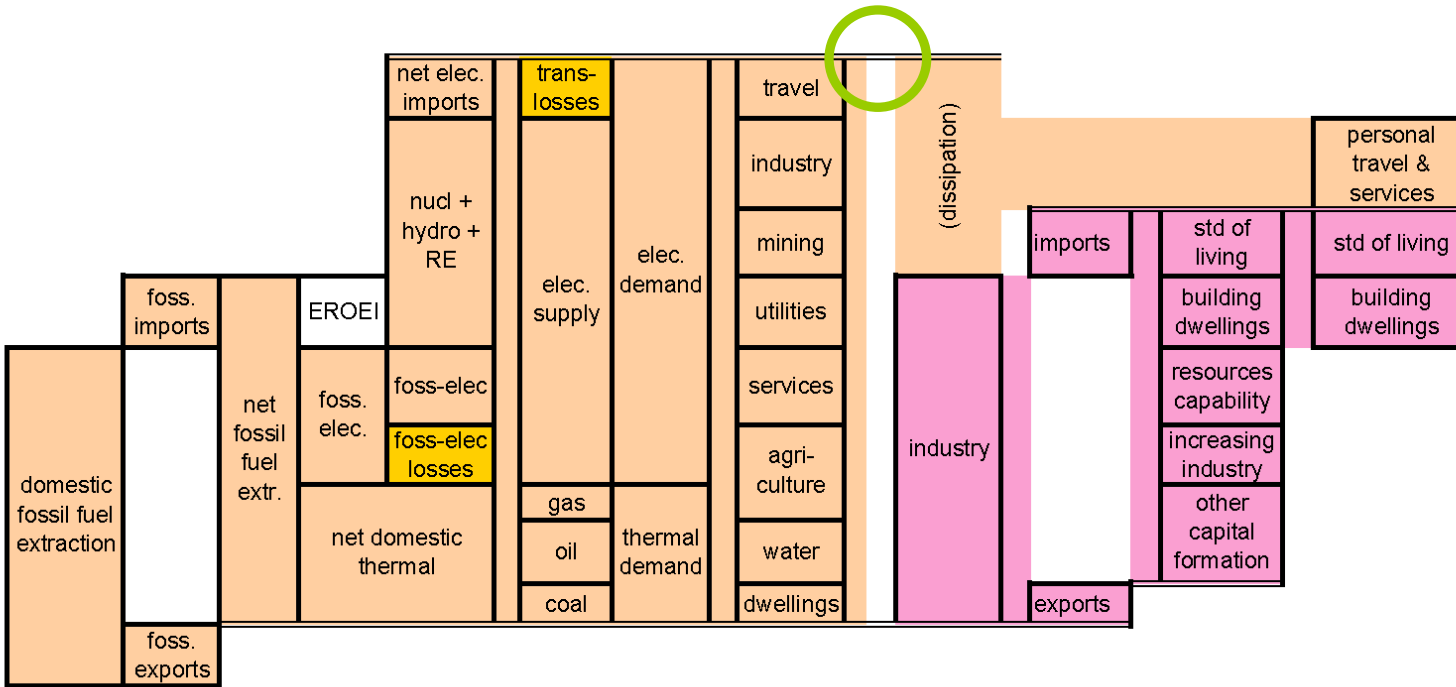 domestic
fossil fuel
extraction
foss.
imports
foss.
exports
net
fossil
fuel
extr.
EROEI
foss.
elec.
net domestic
thermal
net elec.
imports
nucl +
hydro +
RE
foss-elec
foss-elec
losses
trans-
losses
elec.
supply
gas
oil
coal
elec.
demand
thermal
demand
travel
industry
mining
utilities
services
agri-
culture
water
dwellings
(dissipation)
industry
imports
exports
std of
living
building
dwellings
resources
capability
increasing
industry
other
capital
formation
personal
travel &
services
std of living
building
dwellings